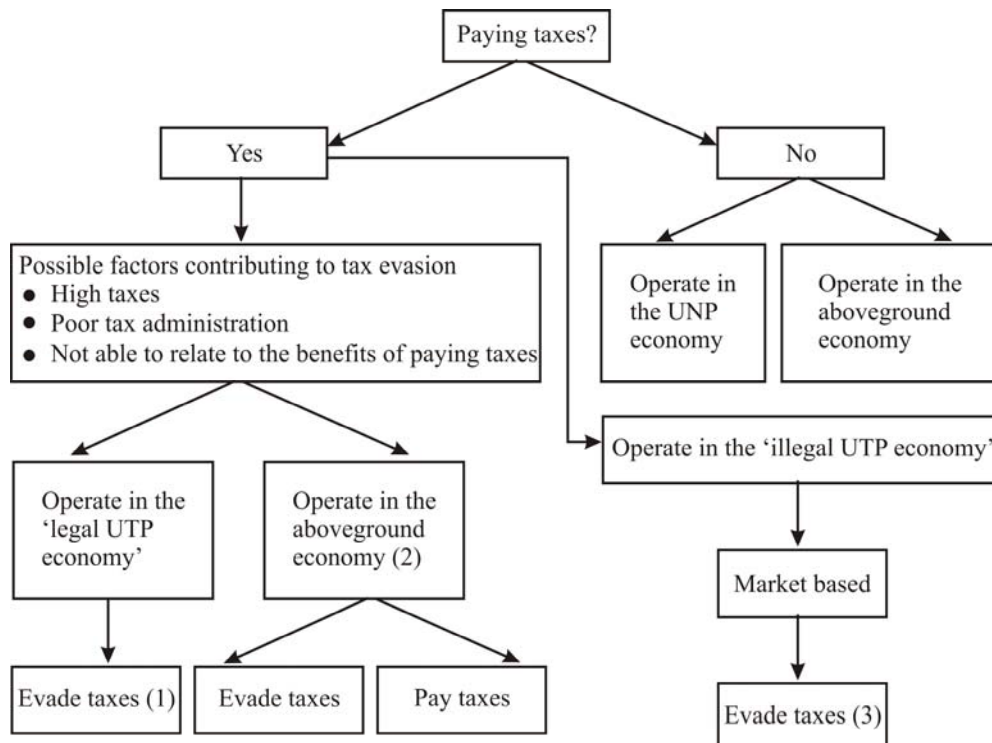 Paying taxes?
Yes
No
Possible factors contributing to tax evasion
● High taxes
● Poor tax administration
● Not able to relate to the benefits of paying taxes
Operate in
the UNP
economy
Operate in the
aboveground
economy
Operate in the ‘illegal UTP economy’
Operate in the
‘legal UTP
economy’
Operate in the
aboveground
economy (2)
Market based
Evade taxes (1)
Evade taxes
Pay taxes
Evade taxes (3)